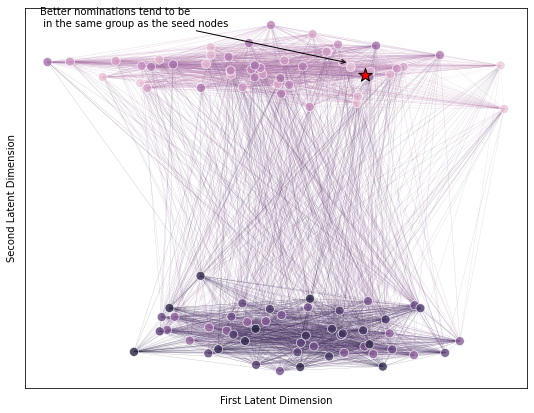 Better nominations tend to be
in the same group as the seed nodes
Second Latent Dimension
First Latent Dimension